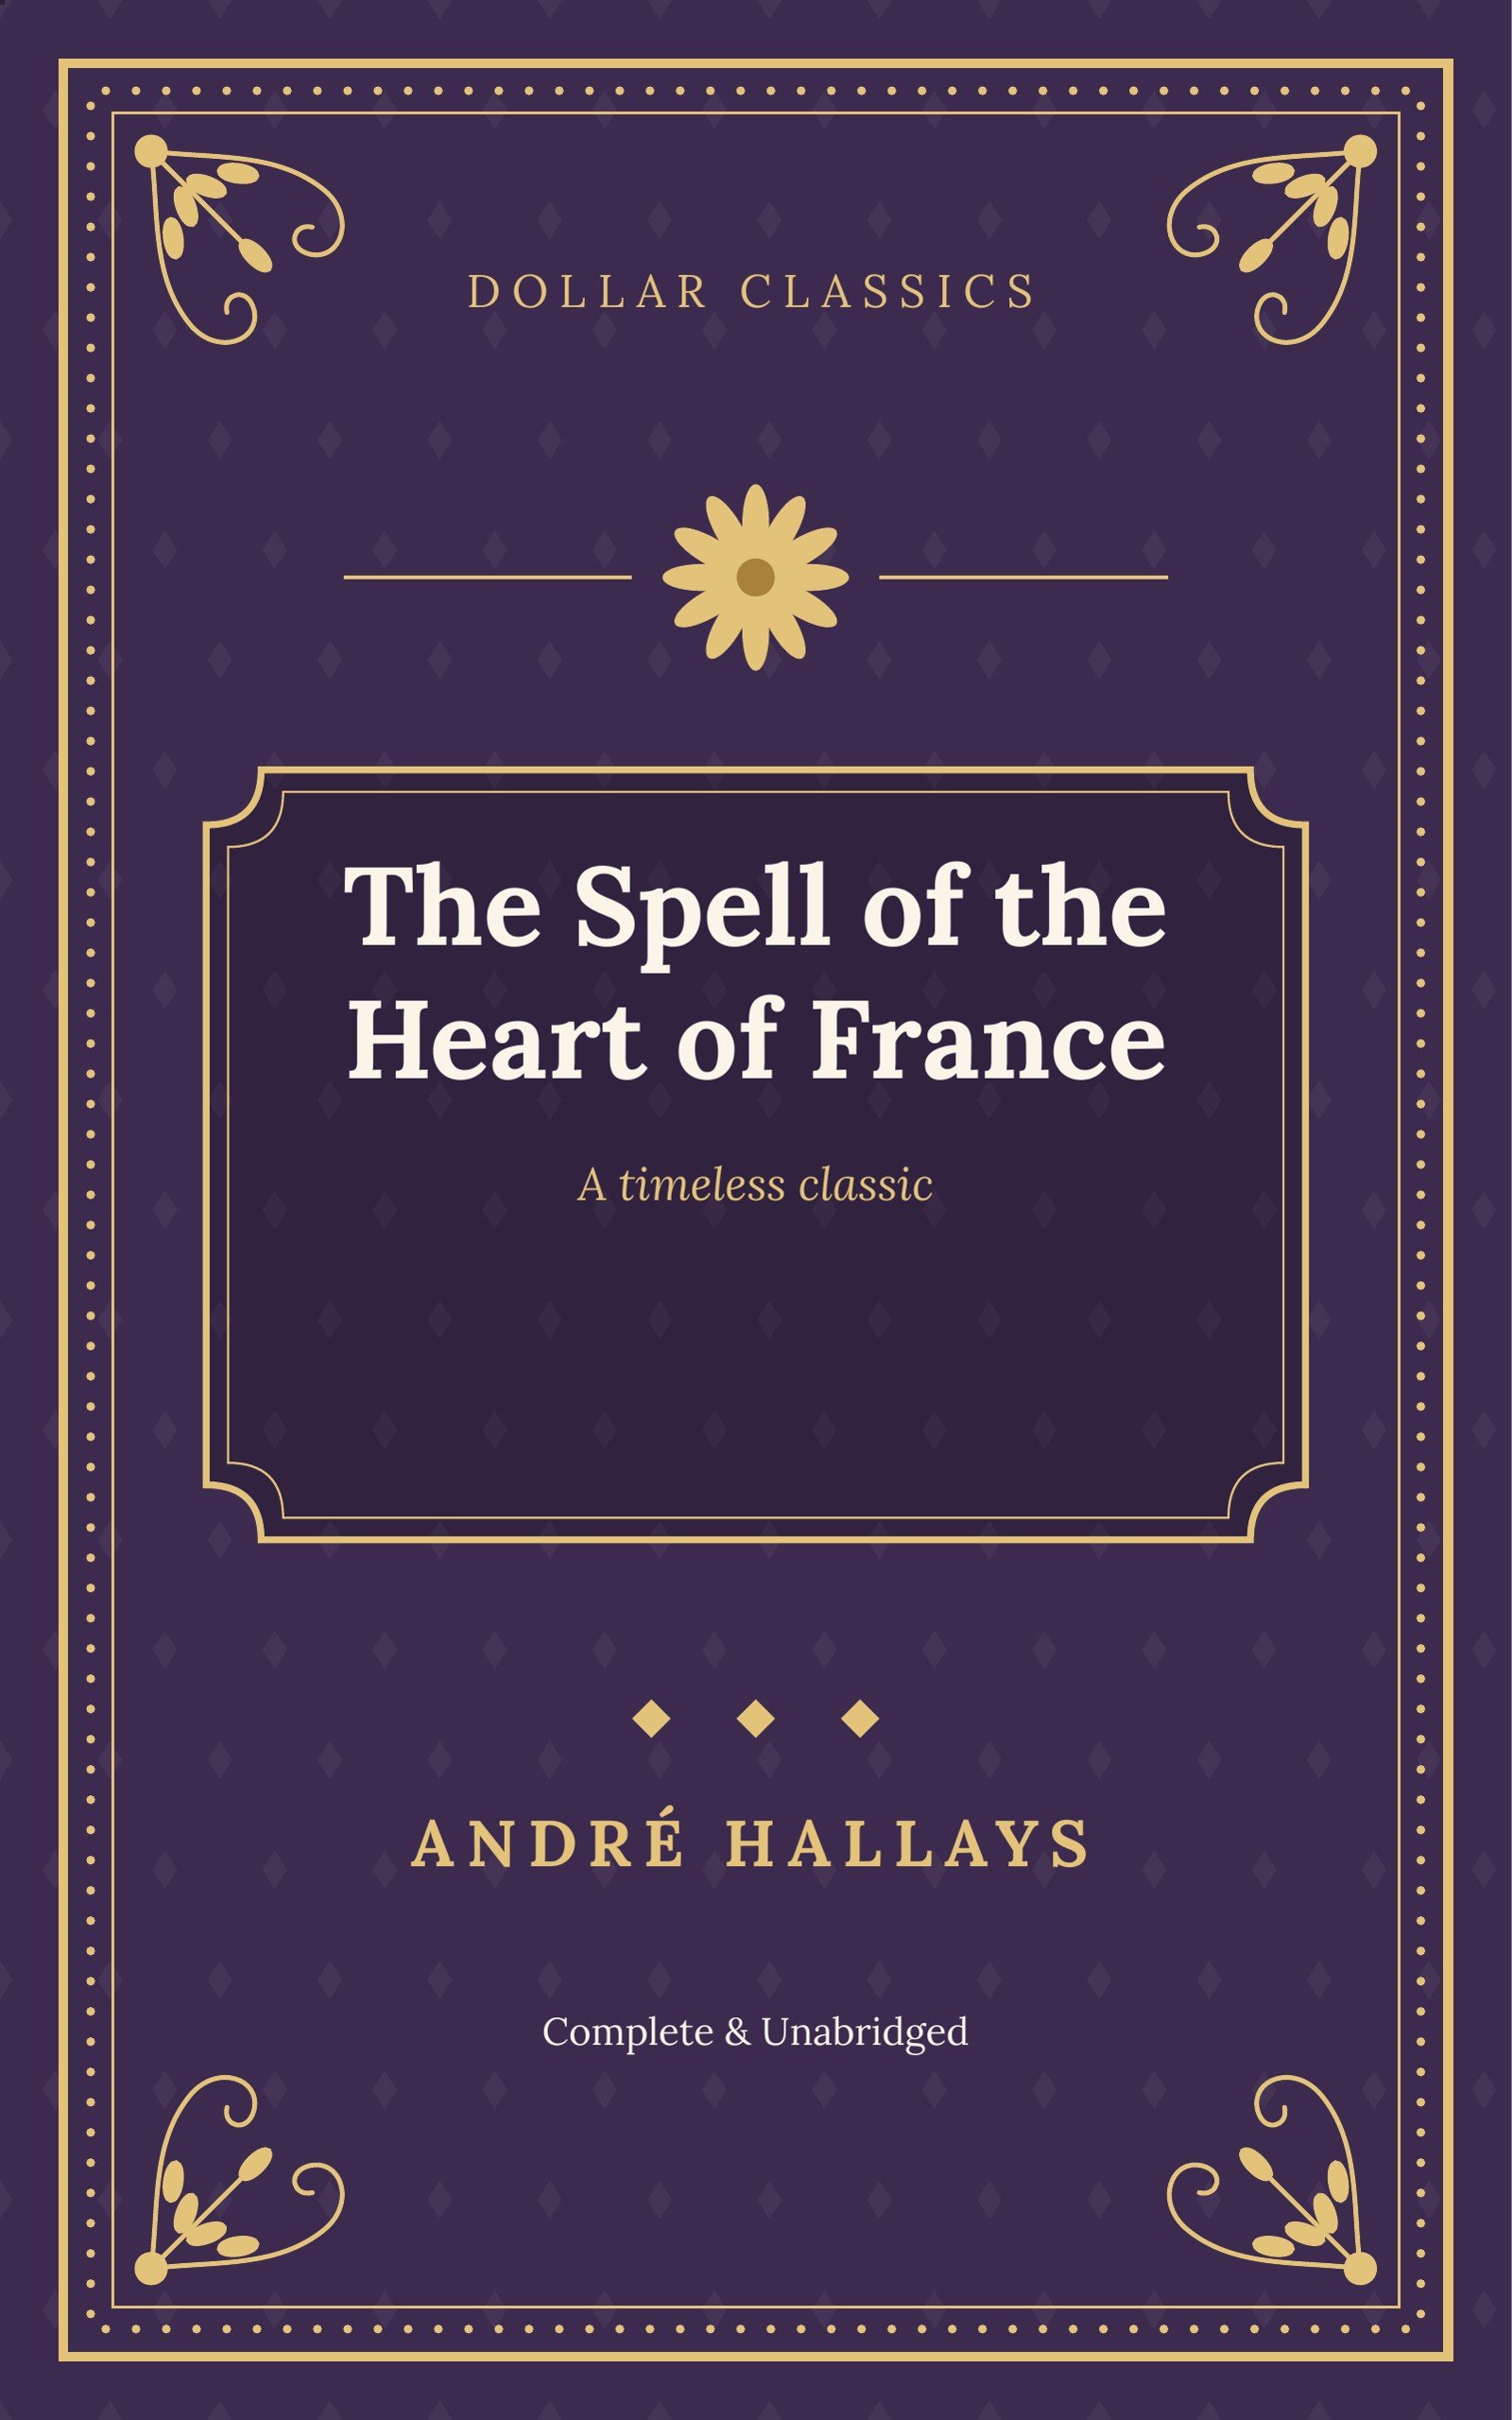 DOLLAR CLASSICS
The Spell of the
Heart of France
A timeless classic
ANDRÉ HALLAYS
Complete & Unabridged